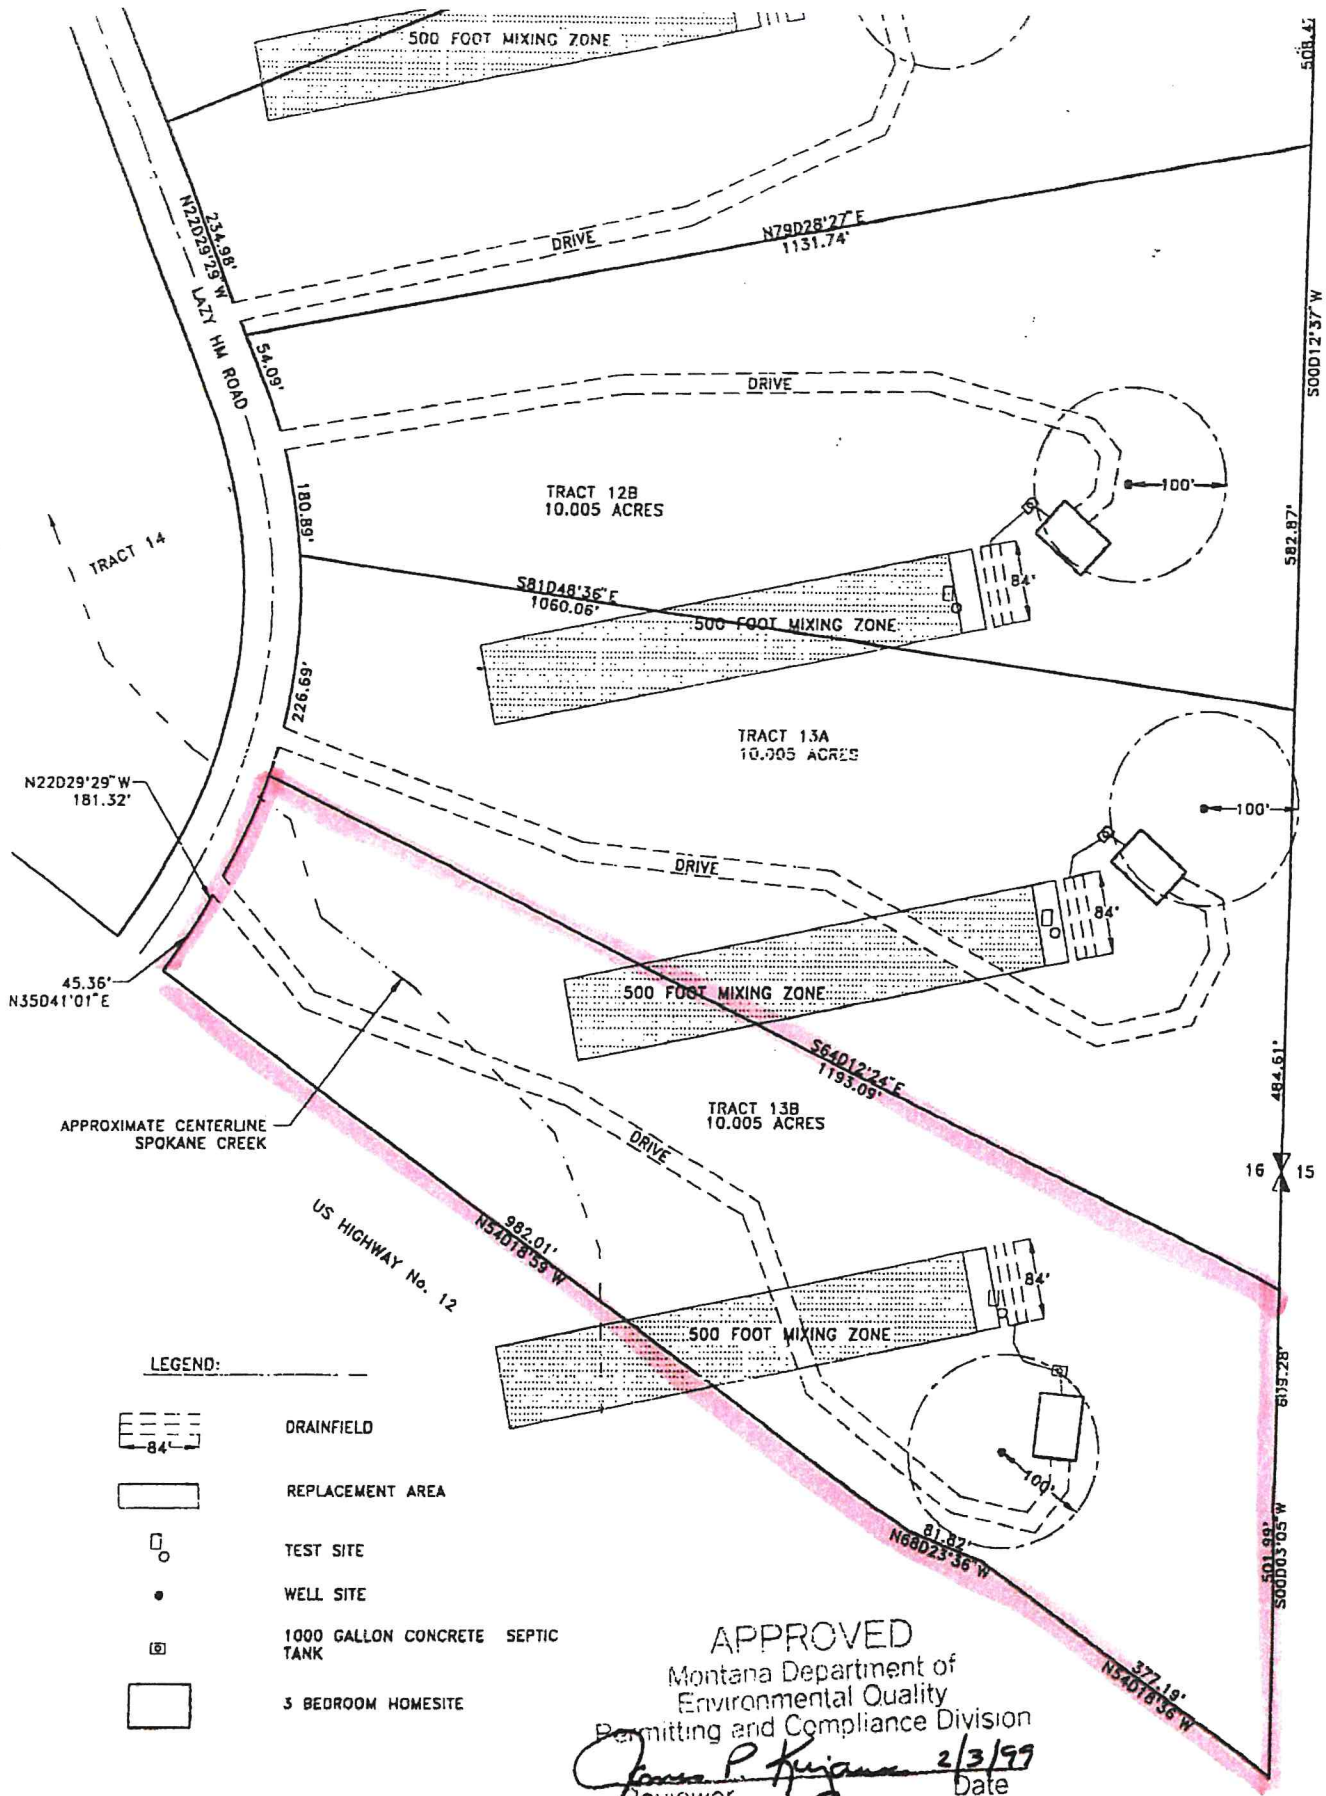 500 FOOT MIXING ZONE
508.4
N22D29'29"W
234.98'
LAZY HM ROAD
DRIVE
N79D28'27"E
1131.74'
S00D12'37"W
54.09'
DRIVE
180.89'
TRACT 12B
10.005 ACRES
100'
582.87'
TRACT 14
S81D48'36"E
1060.06'
84'
500 FOOT MIXING ZONE
226.69'
TRACT 13A
10.005 ACRES
N22D29'29"W
181.32'
100'
DRIVE
84'
45.36'
N35D41'01"E
500 FOOT MIXING ZONE
S64D12'24"E
1193.09'
484.61'
APPROXIMATE CENTERLINE
SPOKANE CREEK
TRACT 13B
10.005 ACRES
DRIVE
16 15
982.01'
N54D18'59"W
US HIGHWAY No. 12
84'
500 FOOT MIXING ZONE
619.28'
100'
81.82'
N68D23'36"W
501.99'
S00D03'05"W
377.19'
N54D18'36"W
LEGEND:
84'
DRAINFIELD
REPLACEMENT AREA
TEST SITE
WELL SITE
1000 GALLON CONCRETE SEPTIC
TANK
3 BEDROOM HOMESITE
APPROVED
Montana Department of
Environmental Quality
Permitting and Compliance Division
2/3/99
Reviewer Date